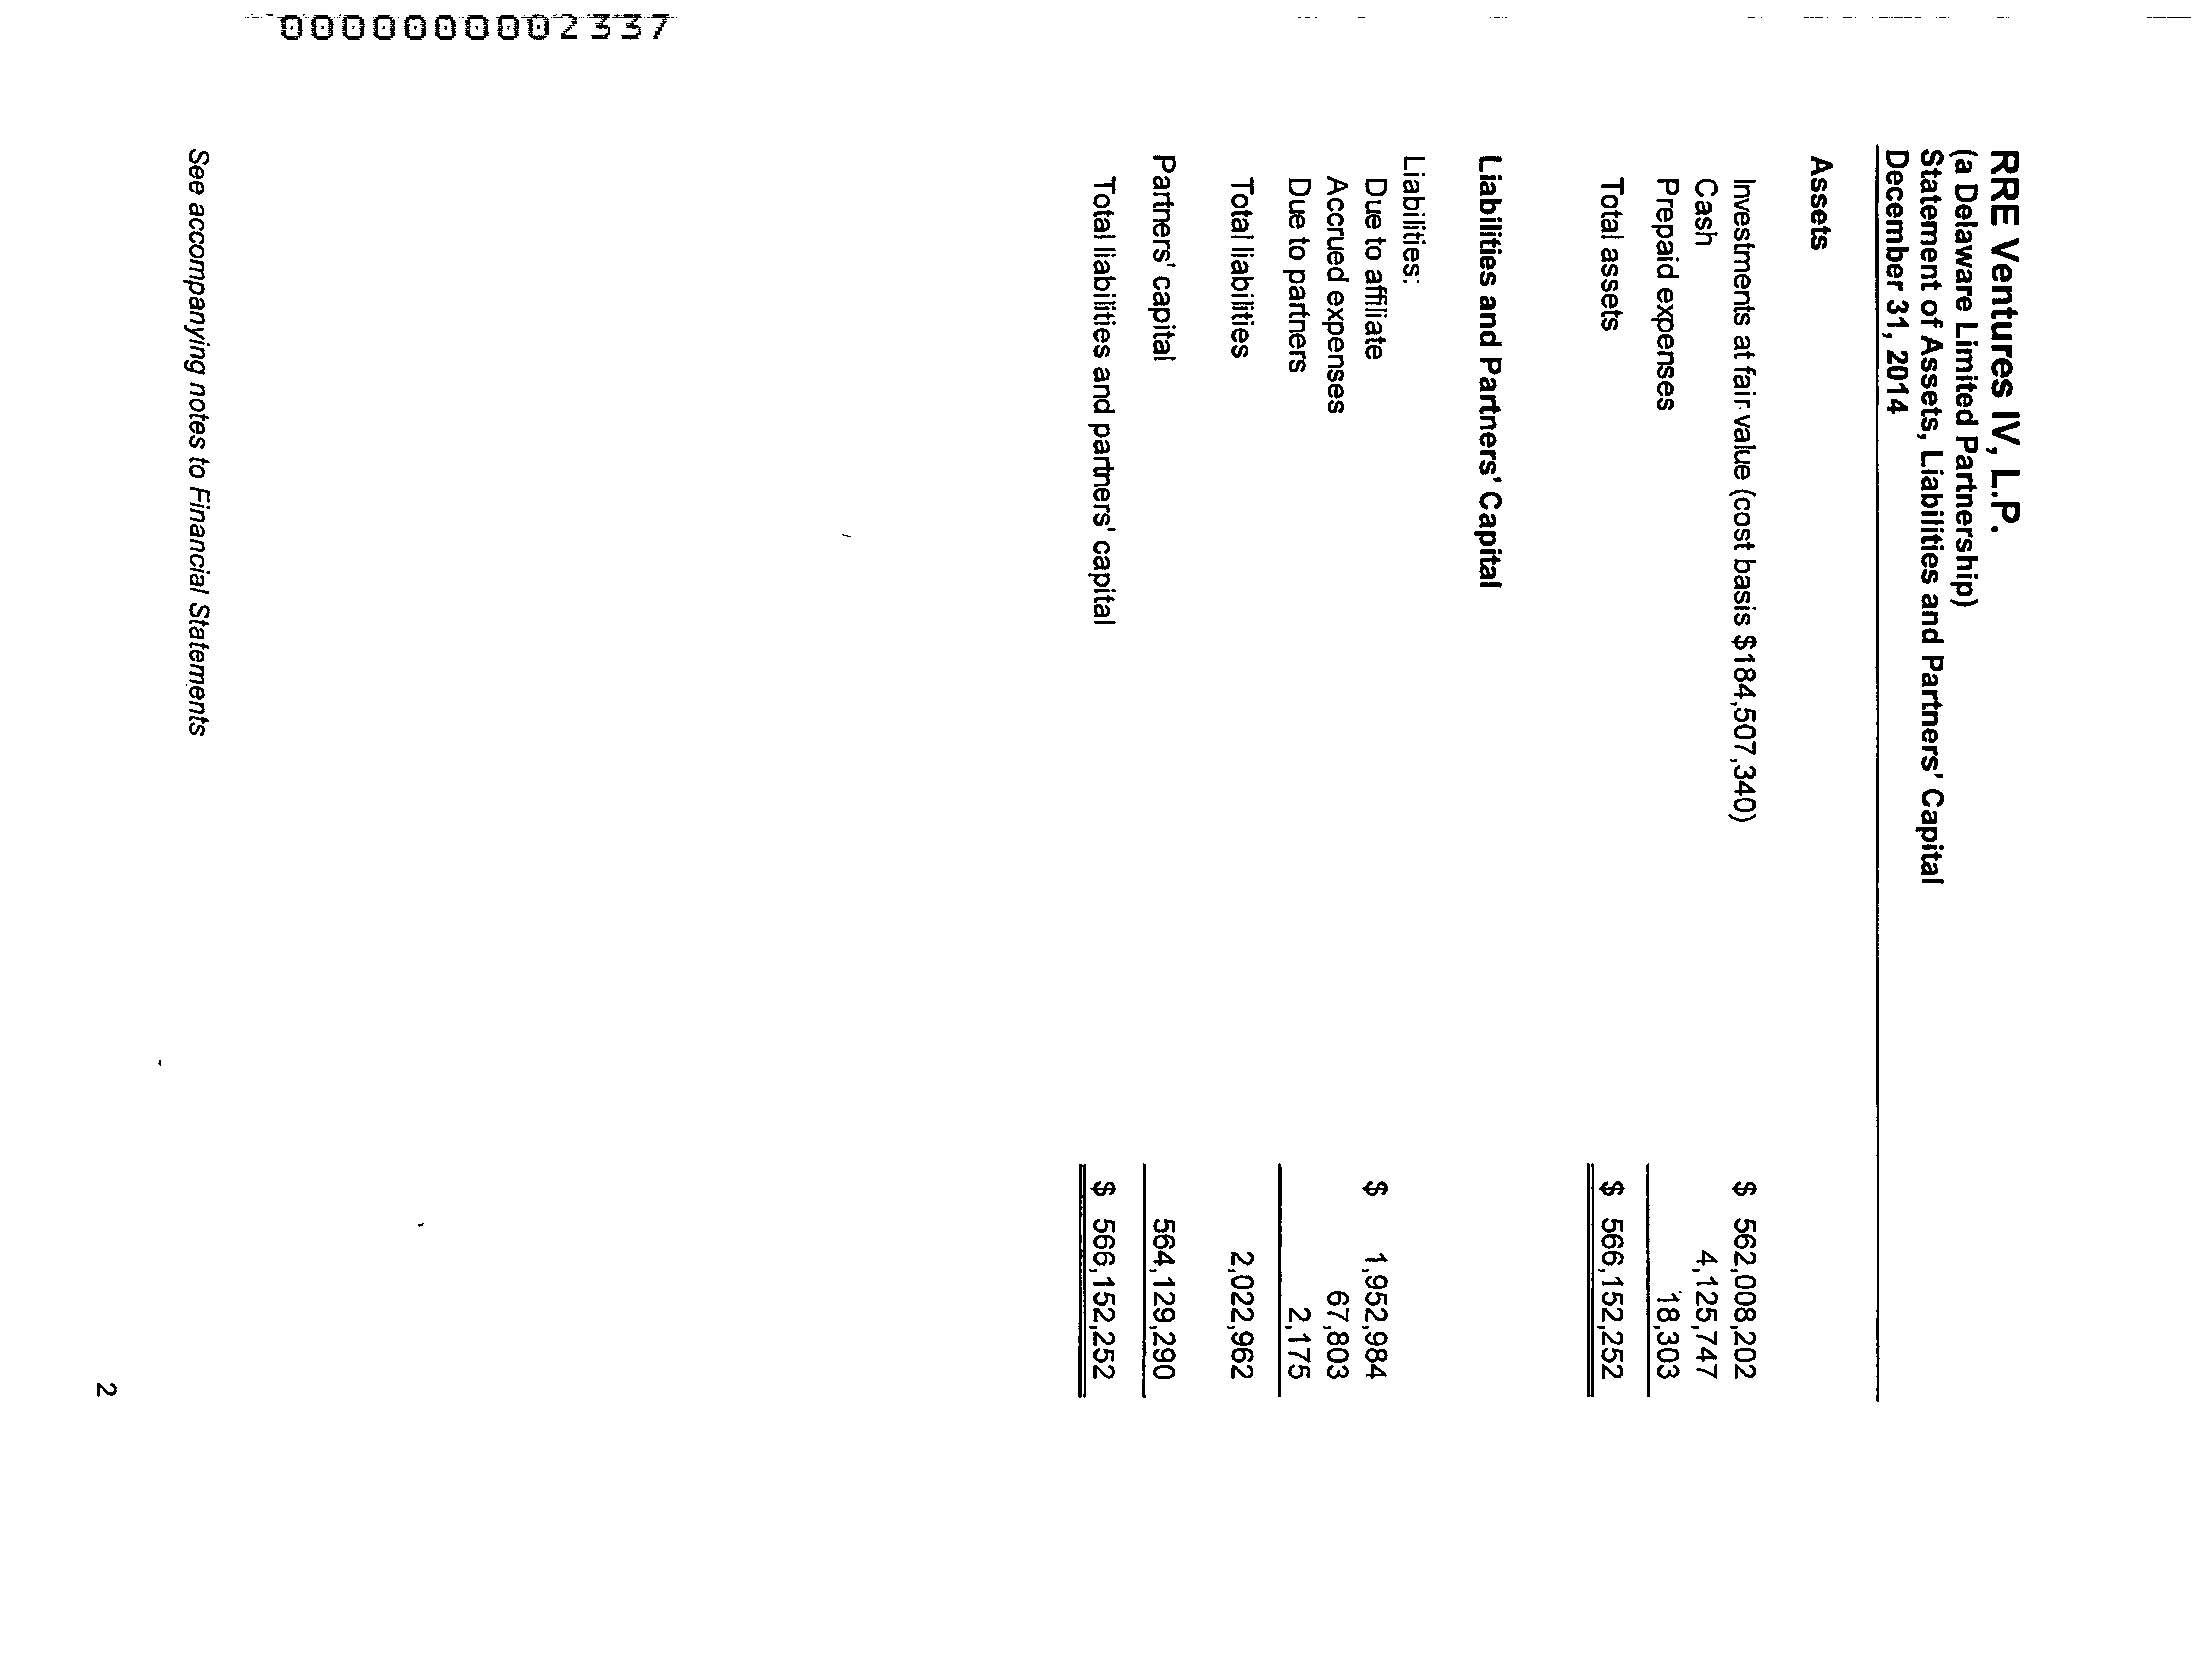 0000000002337
RRE Ventures IV, L.P.
(a Delaware Limited Partnership)
Statement of Assets, Liabilities and Partners' Capital
December 31, 2014
Assets
Investments at fair value (cost basis $184,507,340) $ 562,008,202
Cash 4,125,747
Prepaid expenses 18,303
Total assets $ 566,152,252
Liabilities and Partners' Capital
Liabilities:
Due to affiliate $ 1,952,984
Accrued expenses 67,803
Due to partners 2,175
Total liabilities 2,022,962
Partners' capital 564,129,290
Total liabilities and partners' capital $ 566,152,252
See accompanying notes to Financial Statements
2